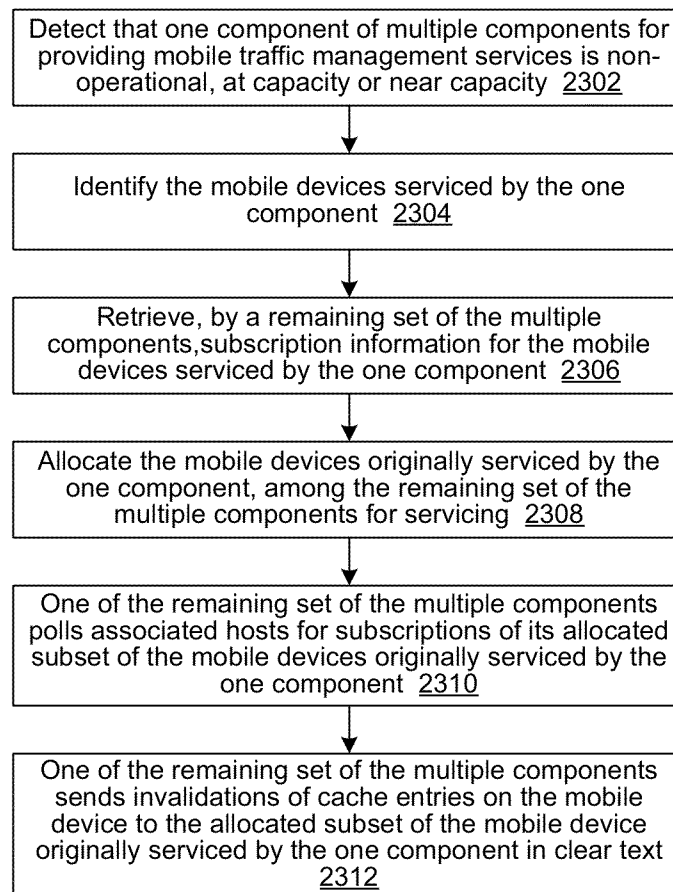 Detect that one component of multiple components for
providing mobile traffic management services is non-
operational, at capacity or near capacity 2302
Identify the mobile devices serviced by the one
component 2304
Retrieve, by a remaining set of the multiple
components,subscription information for the mobile
devices serviced by the one component 2306
Allocate the mobile devices originally serviced by the
one component, among the remaining set of the
multiple components for servicing 2308
One of the remaining set of the multiple components
polls associated hosts for subscriptions of its allocated
subset of the mobile devices originally serviced by the
one component 2310
One of the remaining set of the multiple components
sends invalidations of cache entries on the mobile
device to the allocated subset of the mobile device
originally serviced by the one component in clear text
2312